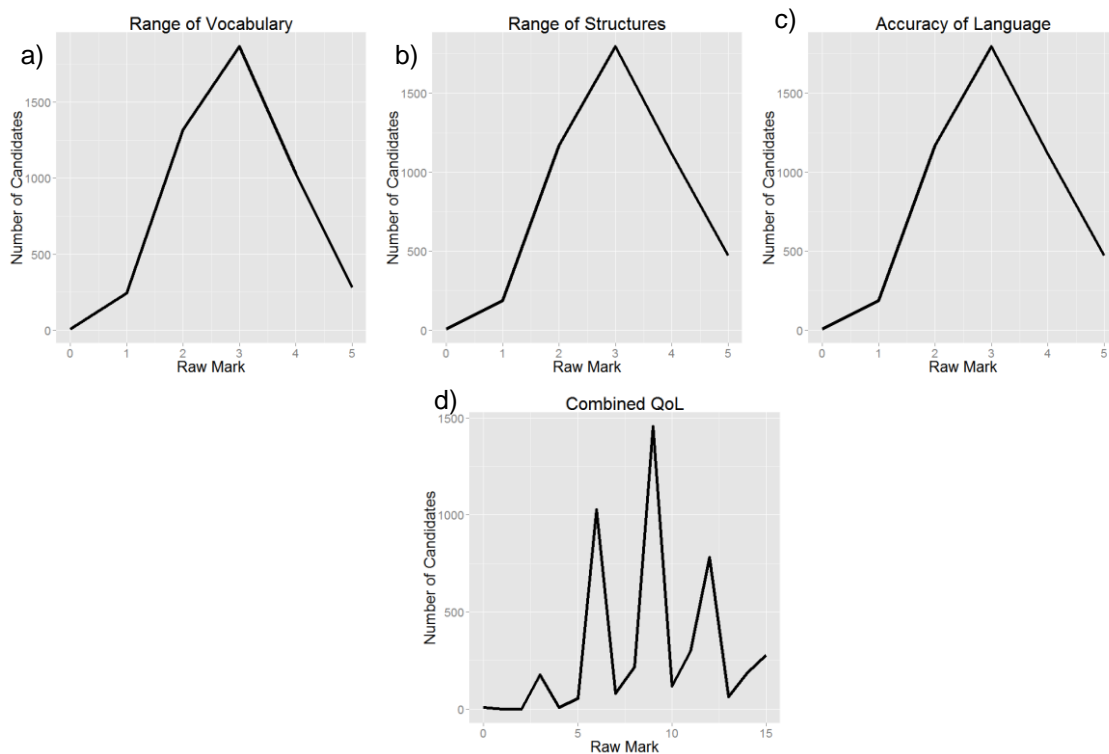 a)
Range of Vocabulary
Number of Candidates
1500
1000
500
0
0 1 2 3 4 5
Raw Mark
b)
Range of Structures
Number of Candidates
1500
1000
500
0
0 1 2 3 4 5
Raw Mark
c)
Accuracy of Language
Number of Candidates
1500
1000
500
0
0 1 2 3 4 5
Raw Mark
d)
Combined QoL
Number of Candidates
1500
1000
500
0
0 5 10 15
Raw Mark